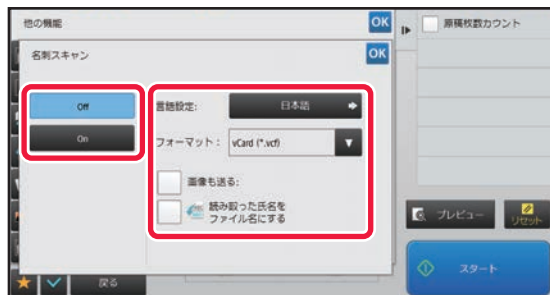 他の機能
OK
原稿枚数カウント
名刺スキャン
OK
Off
On
言語設定:
日本語
フォーマット:
vCard (*.vcf)
画像も送る:
読み取った氏名を
ファイル名にする
プレビュー
リセット
戻る
スタート